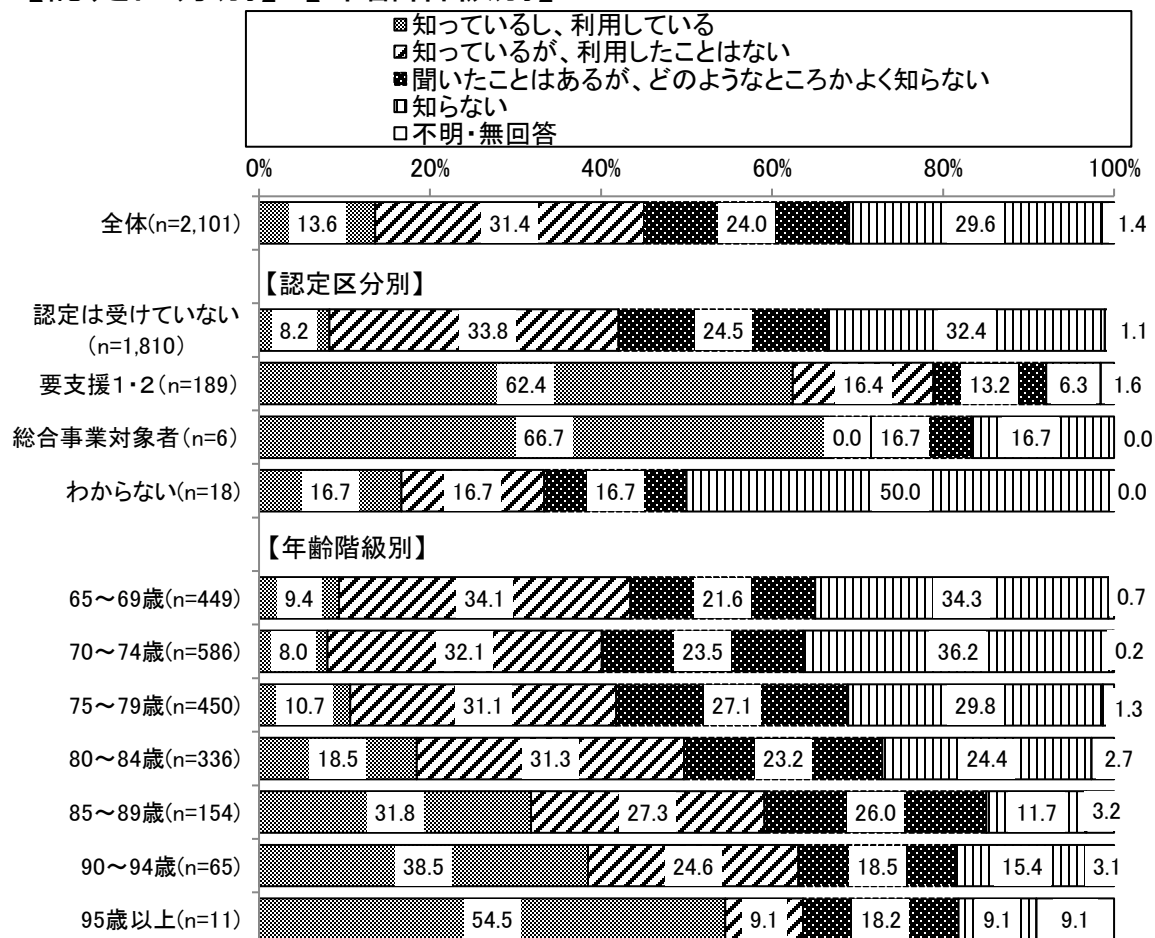 知っているし、利用している
知っているが、利用したことはない
聞いたことはあるが、どのようなところかよく知らない
知らない
不明・無回答
0% 20% 40% 60% 80% 100%
全体(n=2,101) 13.6 31.4 24.0 29.6 1.4
【認定区分別】
認定は受けていない
(n=1,810) 8.2 33.8 24.5 32.4 1.1
要支援1・2(n=189) 62.4 16.4 13.2 6.3 1.6
総合事業対象者(n=6) 66.7 0.0 16.7 16.7 0.0
わからない(n=18) 16.7 16.7 16.7 50.0 0.0
【年齢階級別】
65～69歳(n=449) 9.4 34.1 21.6 34.3 0.7
70～74歳(n=586) 8.0 32.1 23.5 36.2 0.2
75～79歳(n=450) 10.7 31.1 27.1 29.8 1.3
80～84歳(n=336) 18.5 31.3 23.2 24.4 2.7
85～89歳(n=154) 31.8 27.3 26.0 11.7 3.2
90～94歳(n=65) 38.5 24.6 18.5 15.4 3.1
95歳以上(n=11) 54.5 9.1 18.2 9.1 9.1